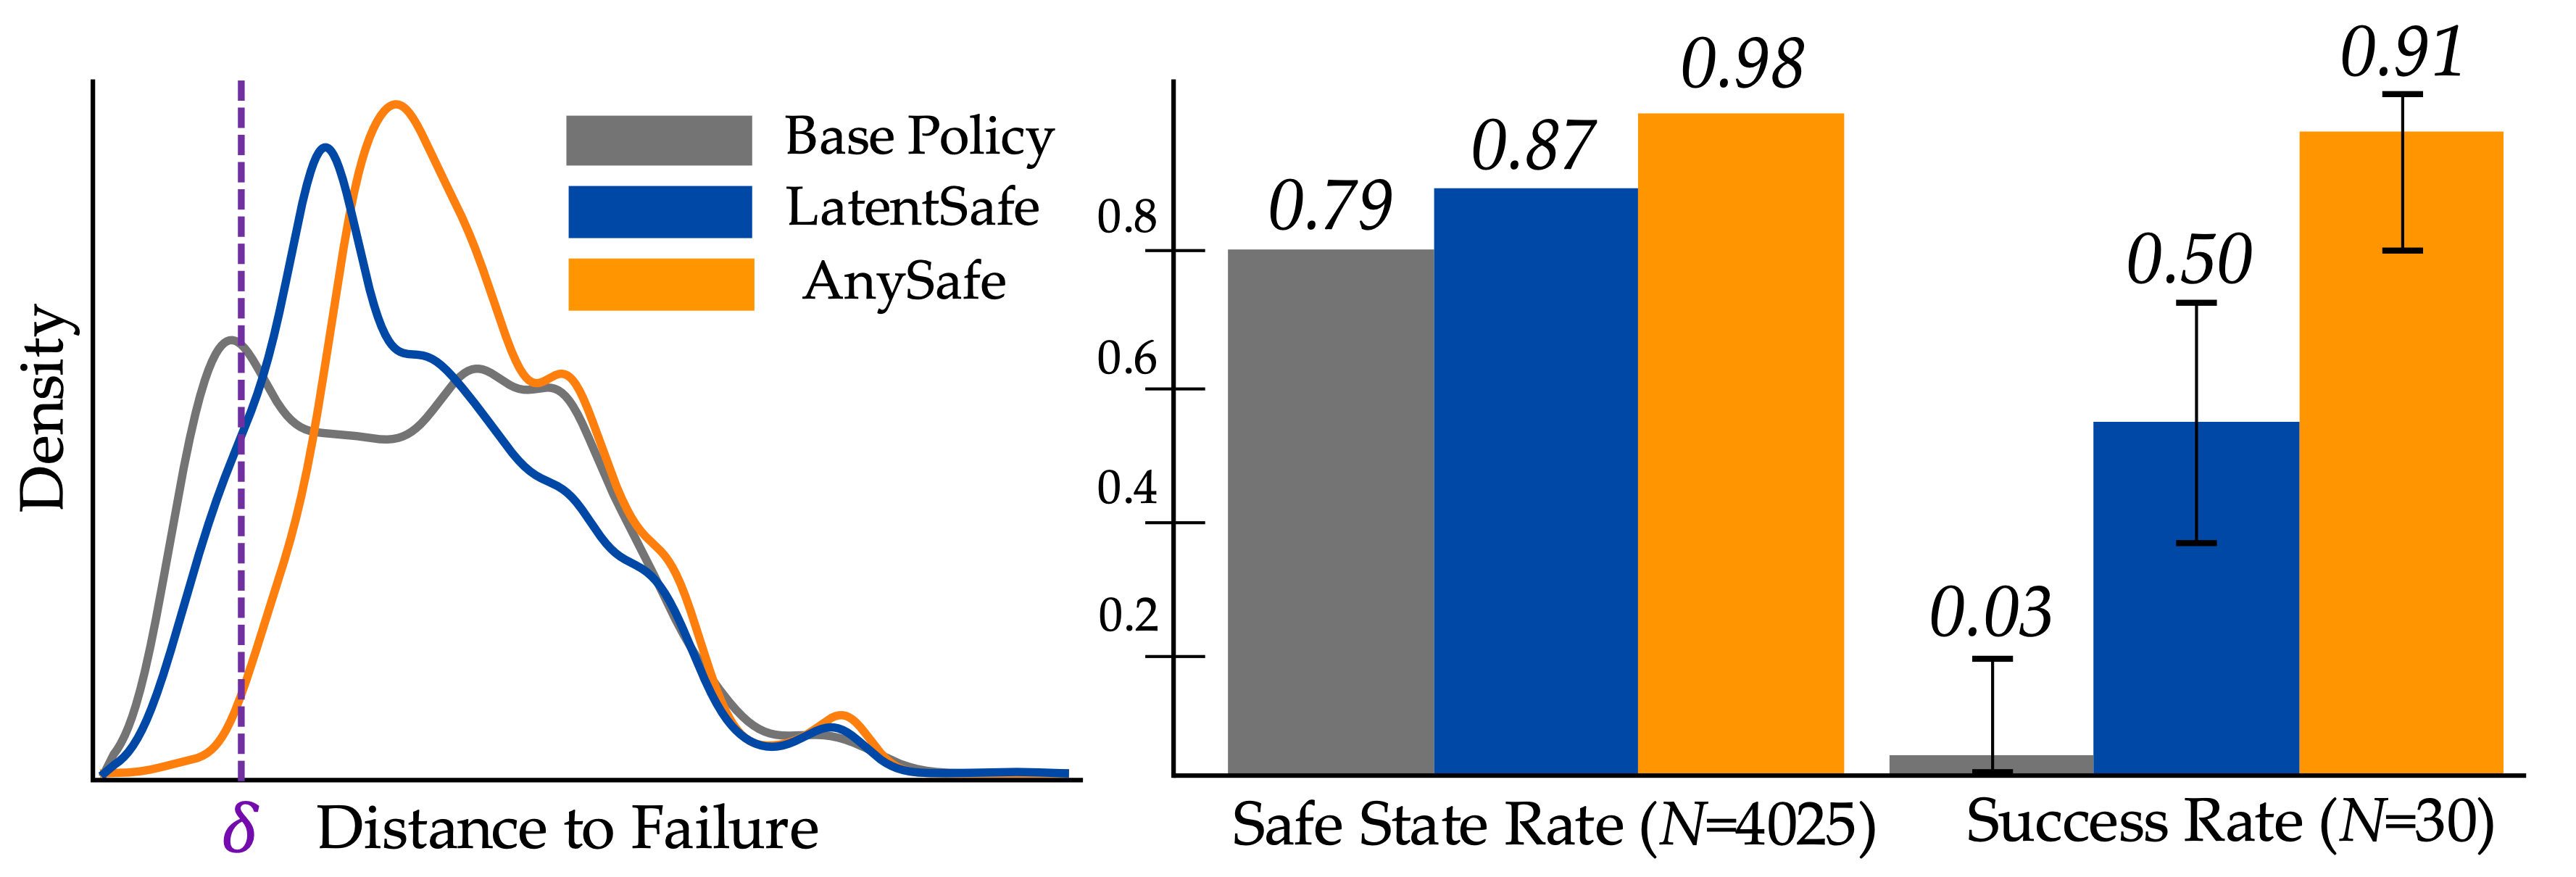 Density
Base Policy
LatentSafe
AnySafe
δ Distance to Failure
0.8
0.6
0.4
0.2
0.79
0.87
0.98
0.03
0.50
0.91
Safe State Rate (N=4025)
Success Rate (N=30)